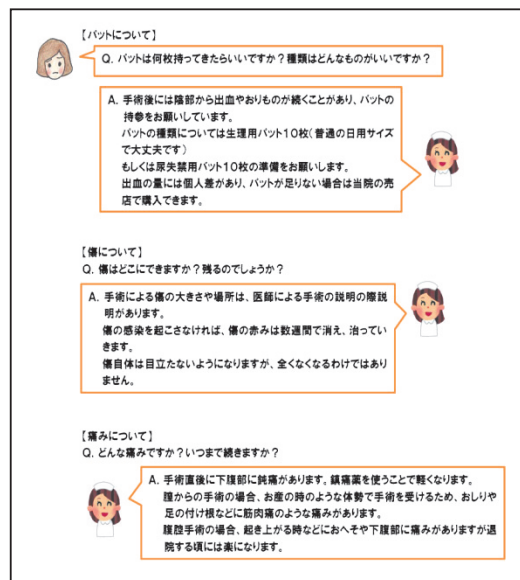 【パットについて】
Q. パットは何枚持ってきたらいいですか？種類はどんなものがいいですか？
A. 手術後には陰部から出血やおりものが続くことがあり、パットの
持参をお願いしています。
パットの種類については生理用パット10枚(普通の日用サイズ
で大丈夫です)
もしくは尿失禁用パット10枚の準備をお願いします。
出血の量には個人差があり、パットが足りない場合は当院の売
店で購入できます。
【傷について】
Q. 傷はどこにできますか？残るのでしょうか？
A. 手術による傷の大きさや場所は、医師による手術の説明の際説
明があります。
傷の感染を起こさなければ、傷の赤みは数週間で消え、治ってい
きます。
傷自体は目立たないようになりますが、全くなくなるわけではあり
ません。
【痛みについて】
Q. どんな痛みですか？いつまで続きますか？
A. 手術直後に下腹部に鈍痛があります。鎮痛薬を使うことで軽くなります。
膣からの手術の場合、お産の時のような体勢で手術を受けるため、おしりや
足の付け根などに筋肉痛のような痛みがあります。
腹腔手術の場合、起き上がる時などにおへそや下腹部に痛みがありますが退
院する頃には楽になります。